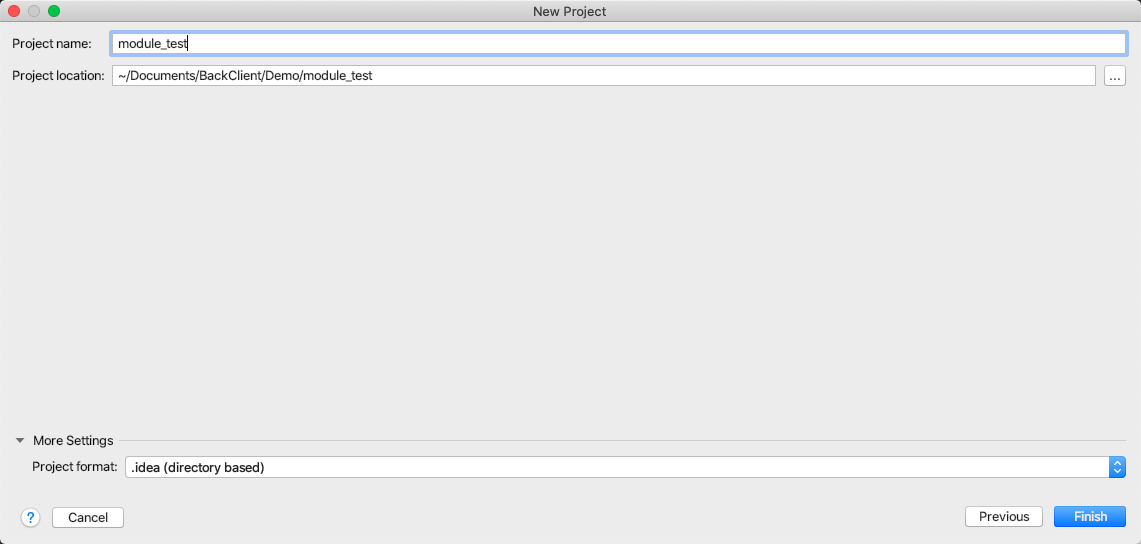 New Project
Project name: module_test
Project location: ~/Documents/BackClient/Demo/module_test ...
More Settings
Project format: .idea (directory based)
? Cancel Previous Finish